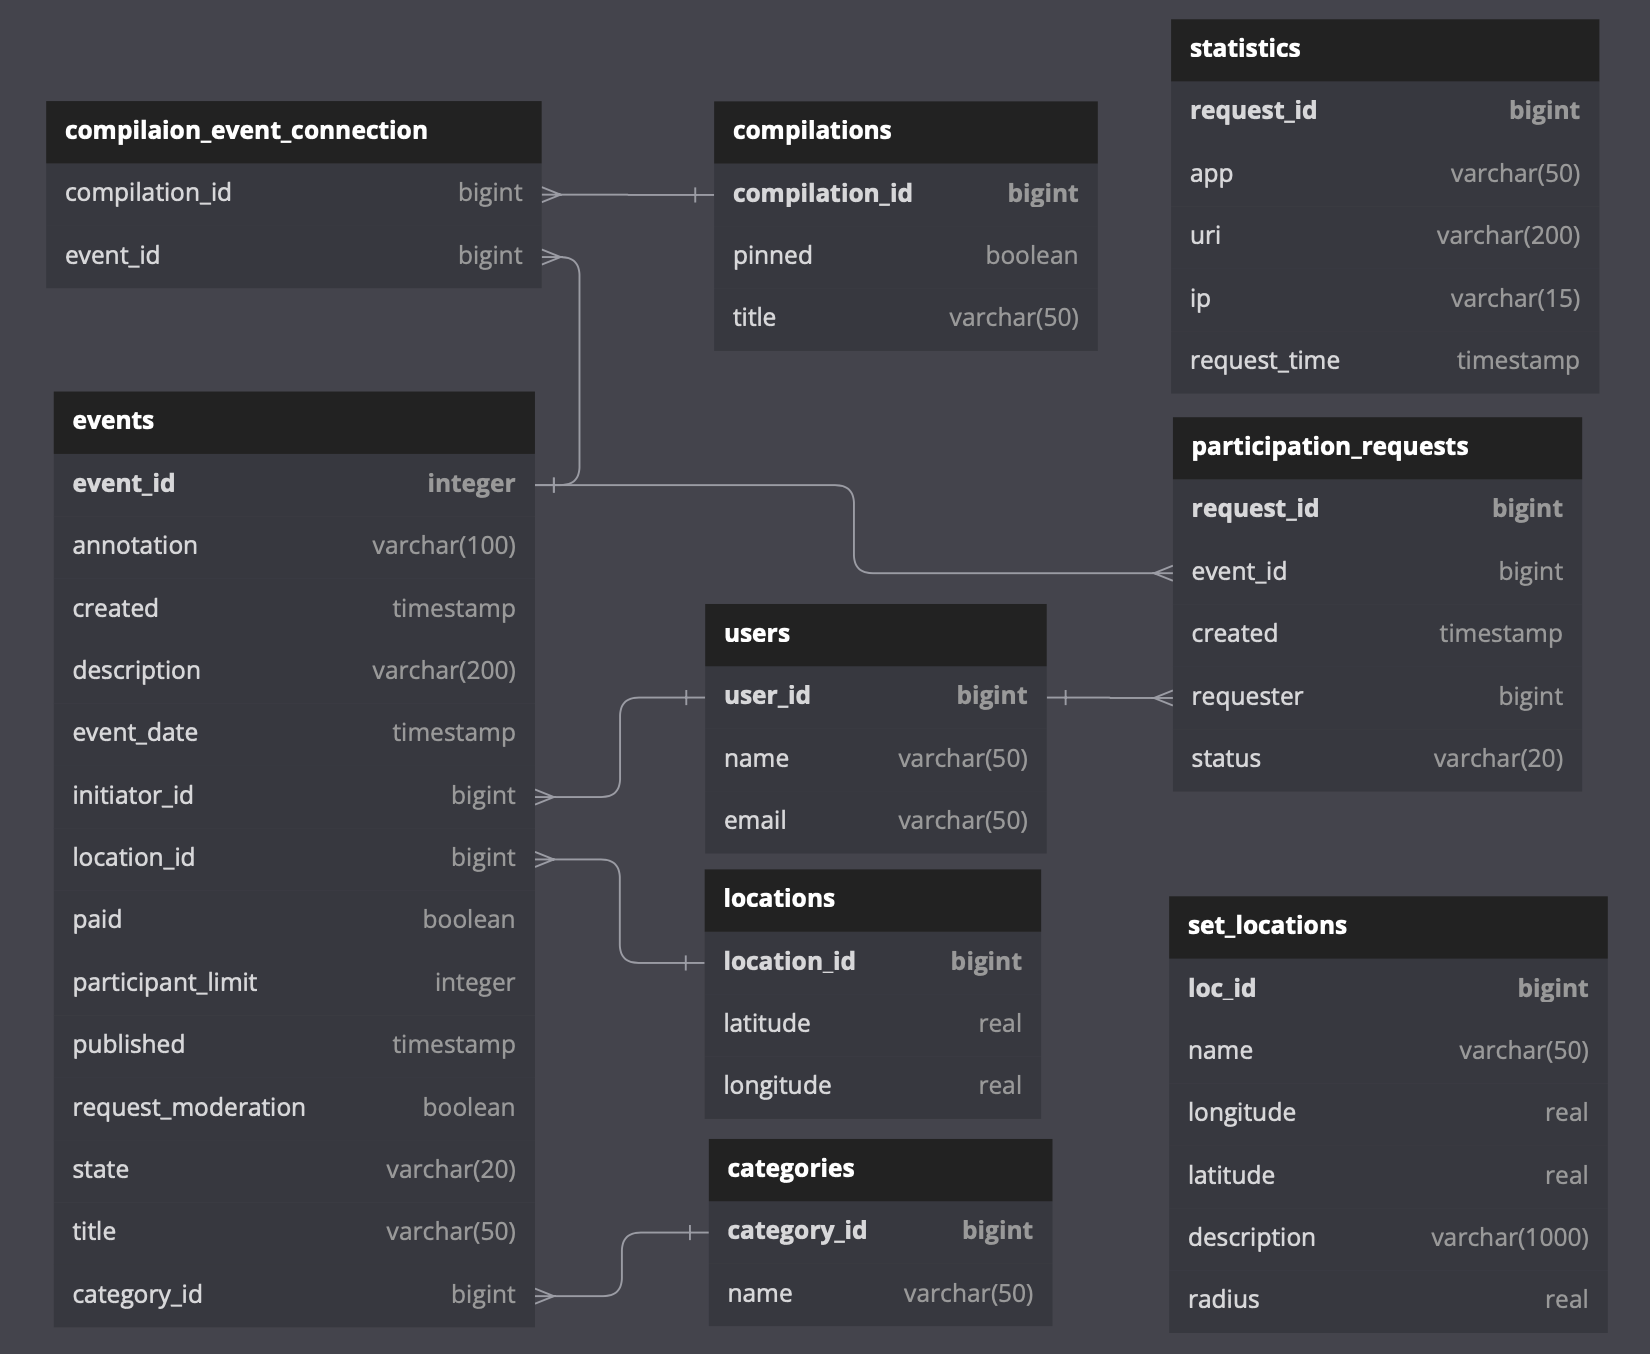 compilaion_event_connection
compilation_id bigint
event_id bigint
compilations
compilation_id bigint
pinned boolean
title varchar(50)
statistics
request_id bigint
app varchar(50)
uri varchar(200)
ip varchar(15)
request_time timestamp
events
event_id integer
annotation varchar(100)
created timestamp
description varchar(200)
event_date timestamp
initiator_id bigint
location_id bigint
paid boolean
participant_limit integer
published timestamp
request_moderation boolean
state varchar(20)
title varchar(50)
category_id bigint
users
user_id bigint
name varchar(50)
email varchar(50)
locations
location_id bigint
latitude real
longitude real
categories
category_id bigint
name varchar(50)
participation_requests
request_id bigint
event_id bigint
created timestamp
requester bigint
status varchar(20)
set_locations
loc_id bigint
name varchar(50)
longitude real
latitude real
description varchar(1000)
radius real